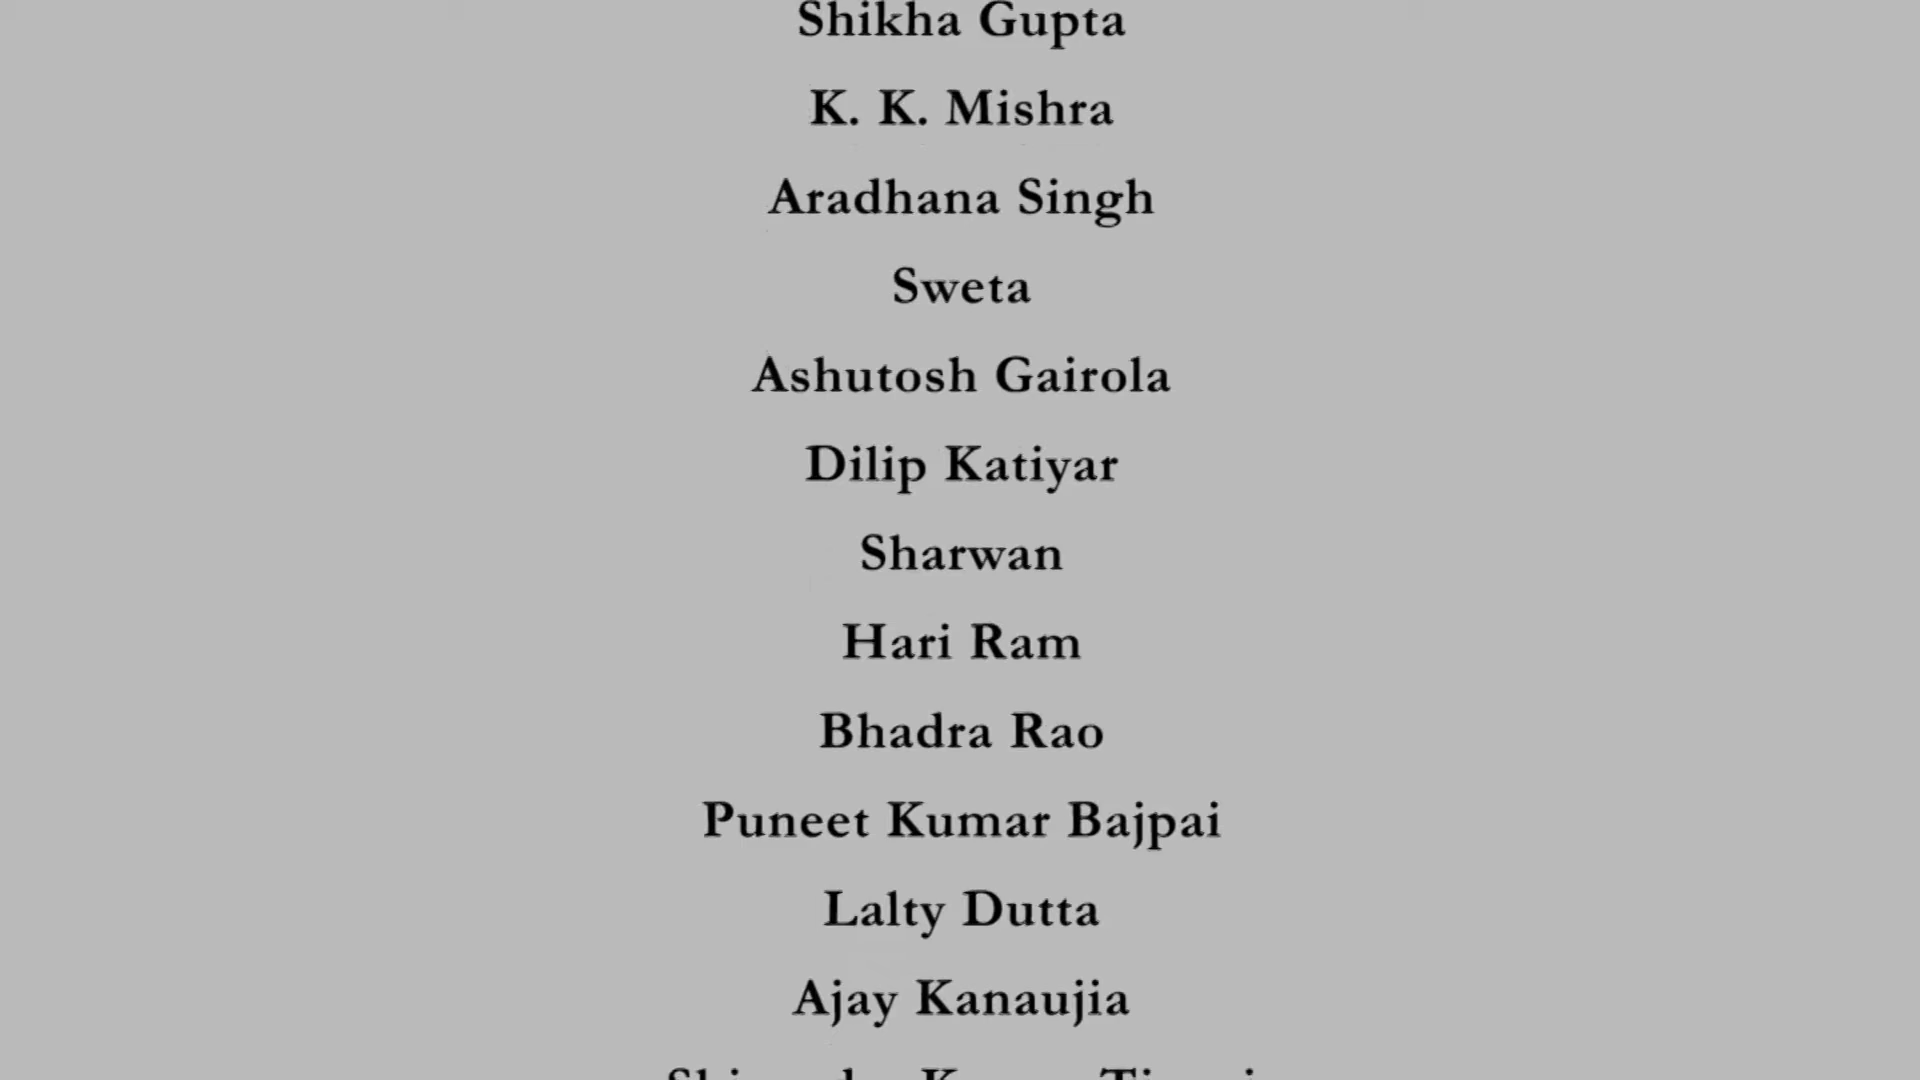 Shikha Gupta
K. K. Mishra
Aradhana Singh
Sweta
Ashutosh Gairola
Dilip Katiyar
Sharwan
Hari Ram
Bhadra Rao
Puneet Kumar Bajpai
Lalty Dutta
Ajay Kanaujia